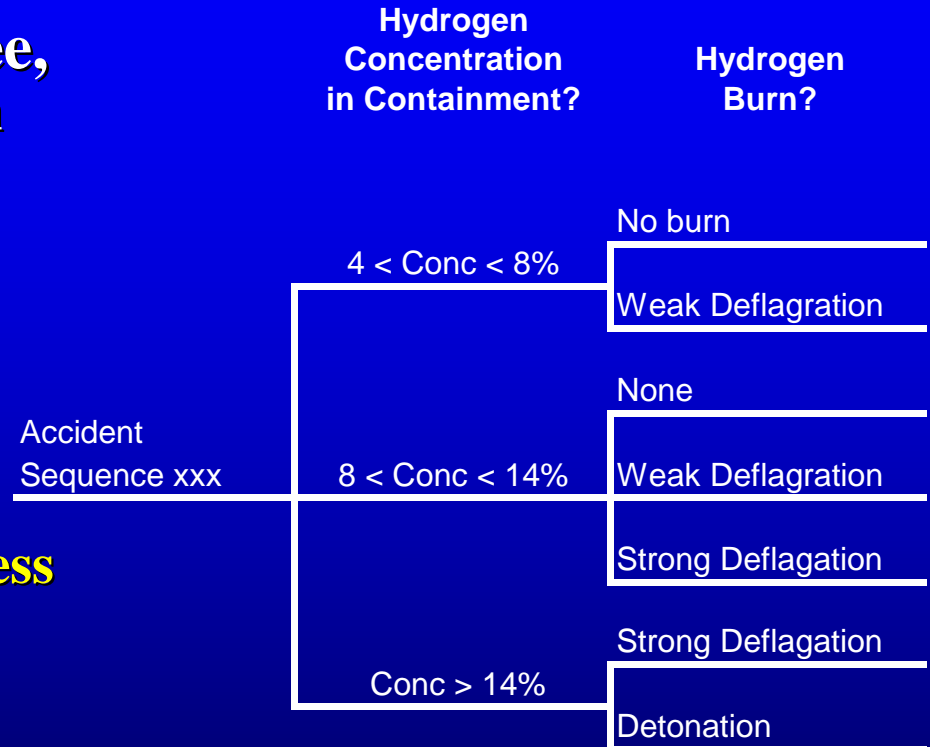 Hydrogen
Concentration
in Containment?
Hydrogen
Burn?
No burn
4 < Conc < 8%
Weak Deflagration
None
Accident
Sequence xxx
8 < Conc < 14%
Weak Deflagration
Strong Deflagation
Strong Deflagation
Conc > 14%
Detonation